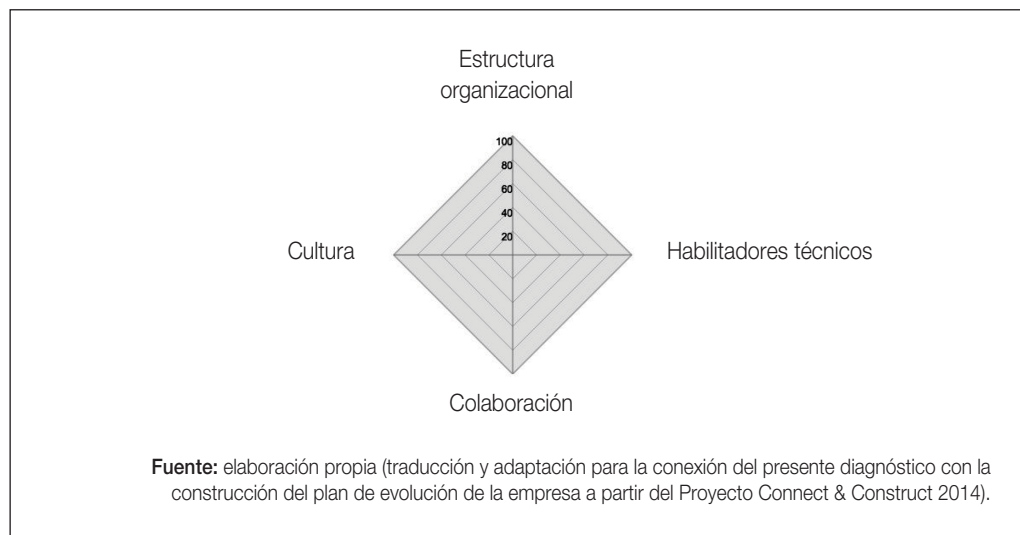 Estructura
organizacional
100
80
60
40
20
Cultura
Habilitadores técnicos
Colaboración
Fuente: elaboración propia (traducción y adaptación para la conexión del presente diagnóstico con la
construcción del plan de evolución de la empresa a partir del Proyecto Connect & Construct 2014).